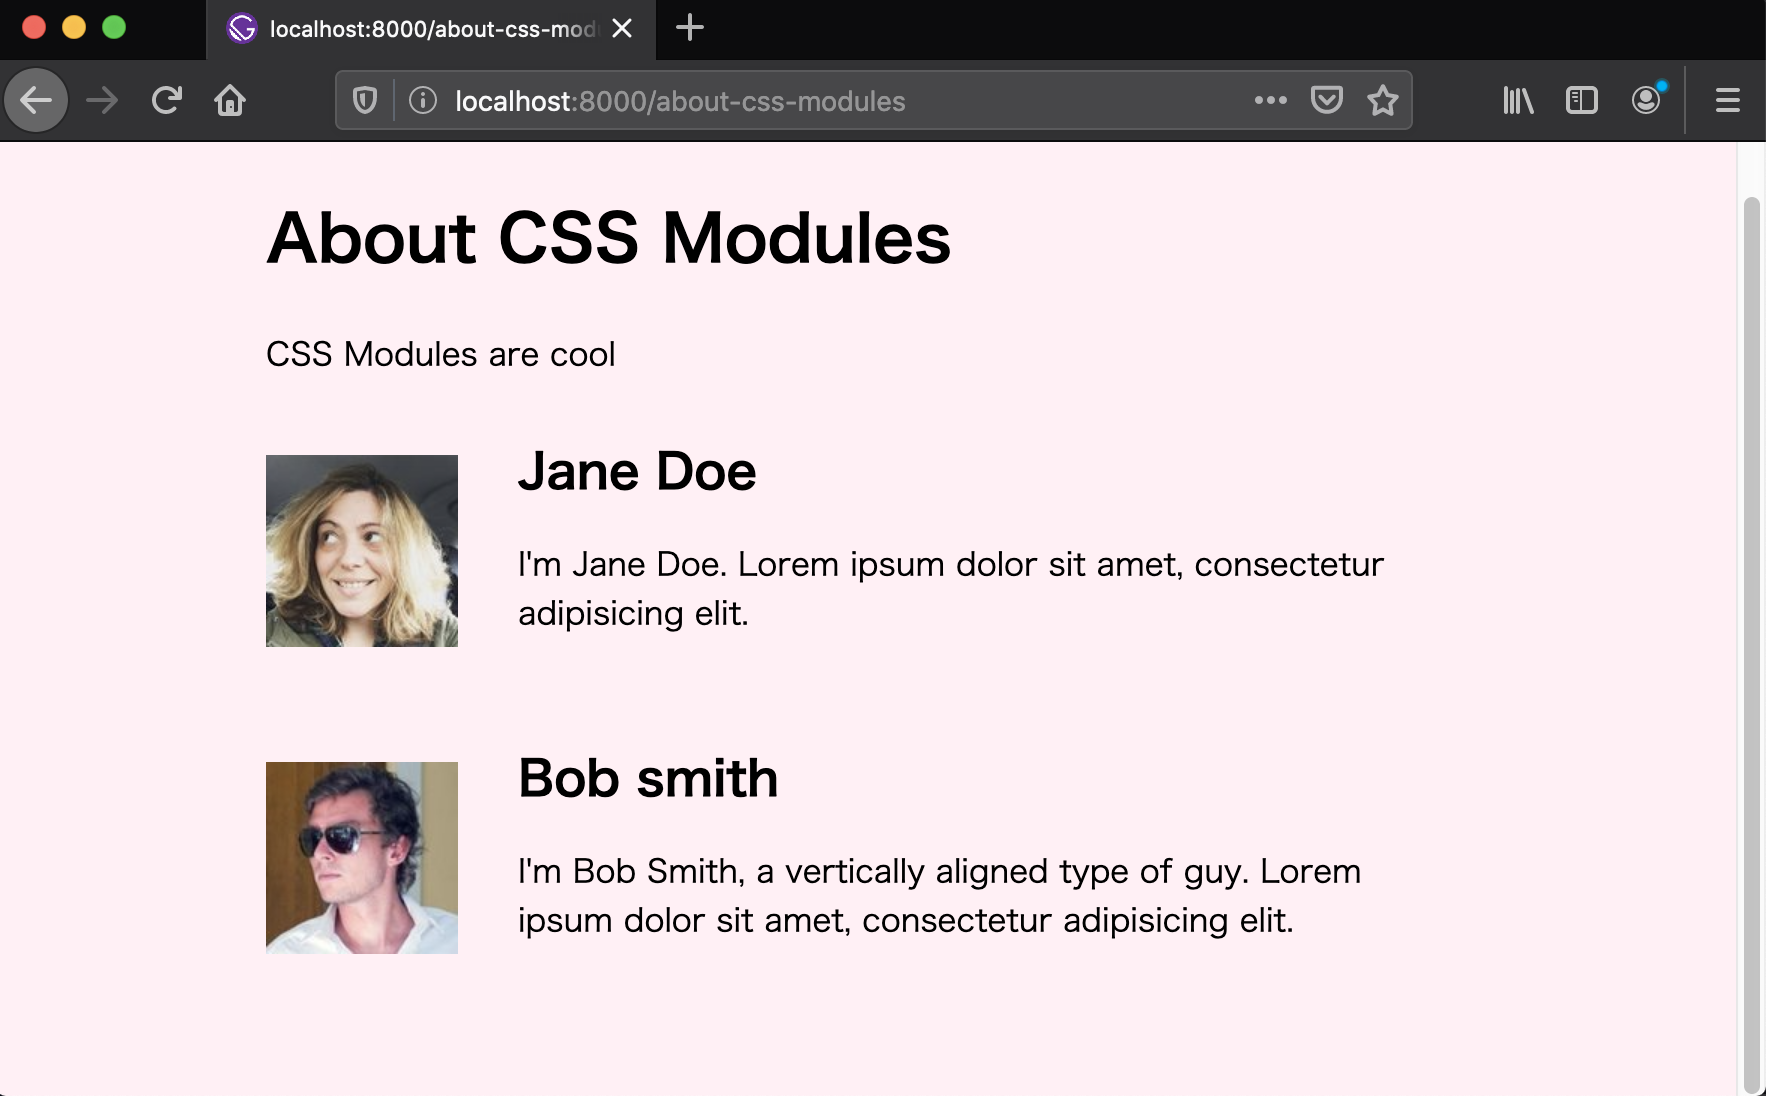 localhost:8000/about-css-mod
localhost:8000/about-css-modules
About CSS Modules
CSS Modules are cool
Jane Doe
I'm Jane Doe. Lorem ipsum dolor sit amet, consectetur
adipisicing elit.
Bob smith
I'm Bob Smith, a vertically aligned type of guy. Lorem
ipsum dolor sit amet, consectetur adipisicing elit.